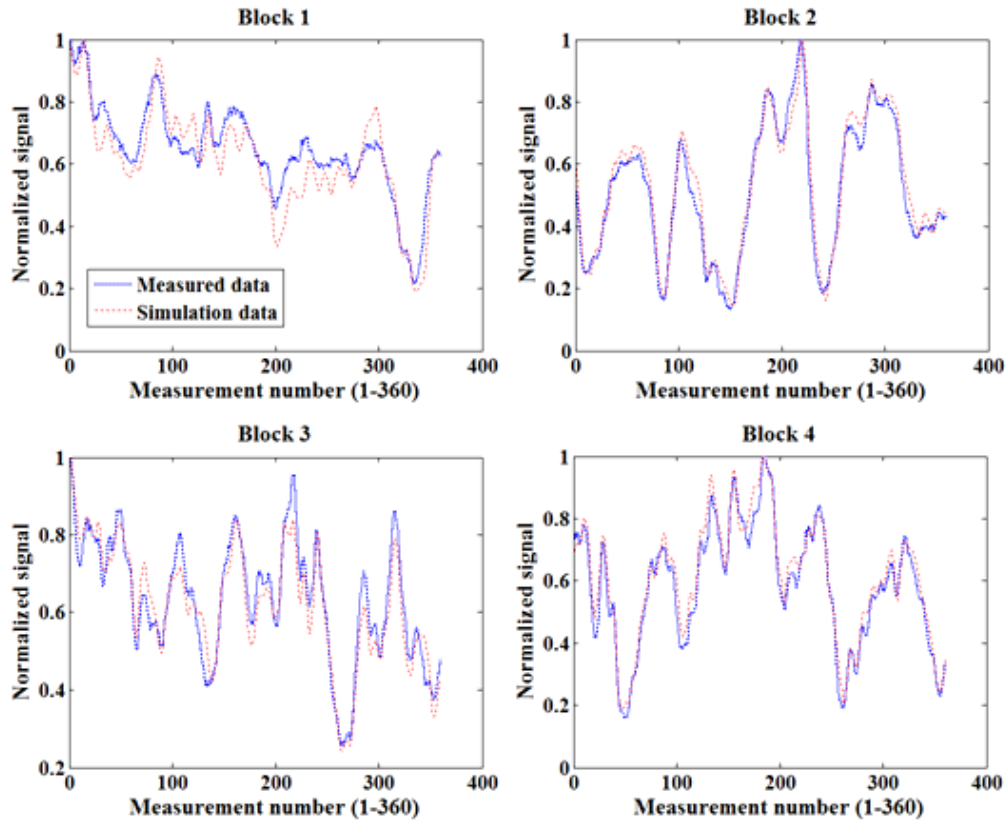 Block 1
Normalized signal
1
0.8
0.6
0.4
0.2
0
Measured data
Simulation data
0 100 200 300 400
Measurement number (1-360)
Block 2
Normalized signal
1
0.8
0.6
0.4
0.2
0
0 100 200 300 400
Measurement number (1-360)
Block 3
Normalized signal
1
0.8
0.6
0.4
0.2
0 100 200 300 400
Measurement number (1-360)
Block 4
Normalized signal
1
0.8
0.6
0.4
0.2
0
0 100 200 300 400
Measurement number (1-360)